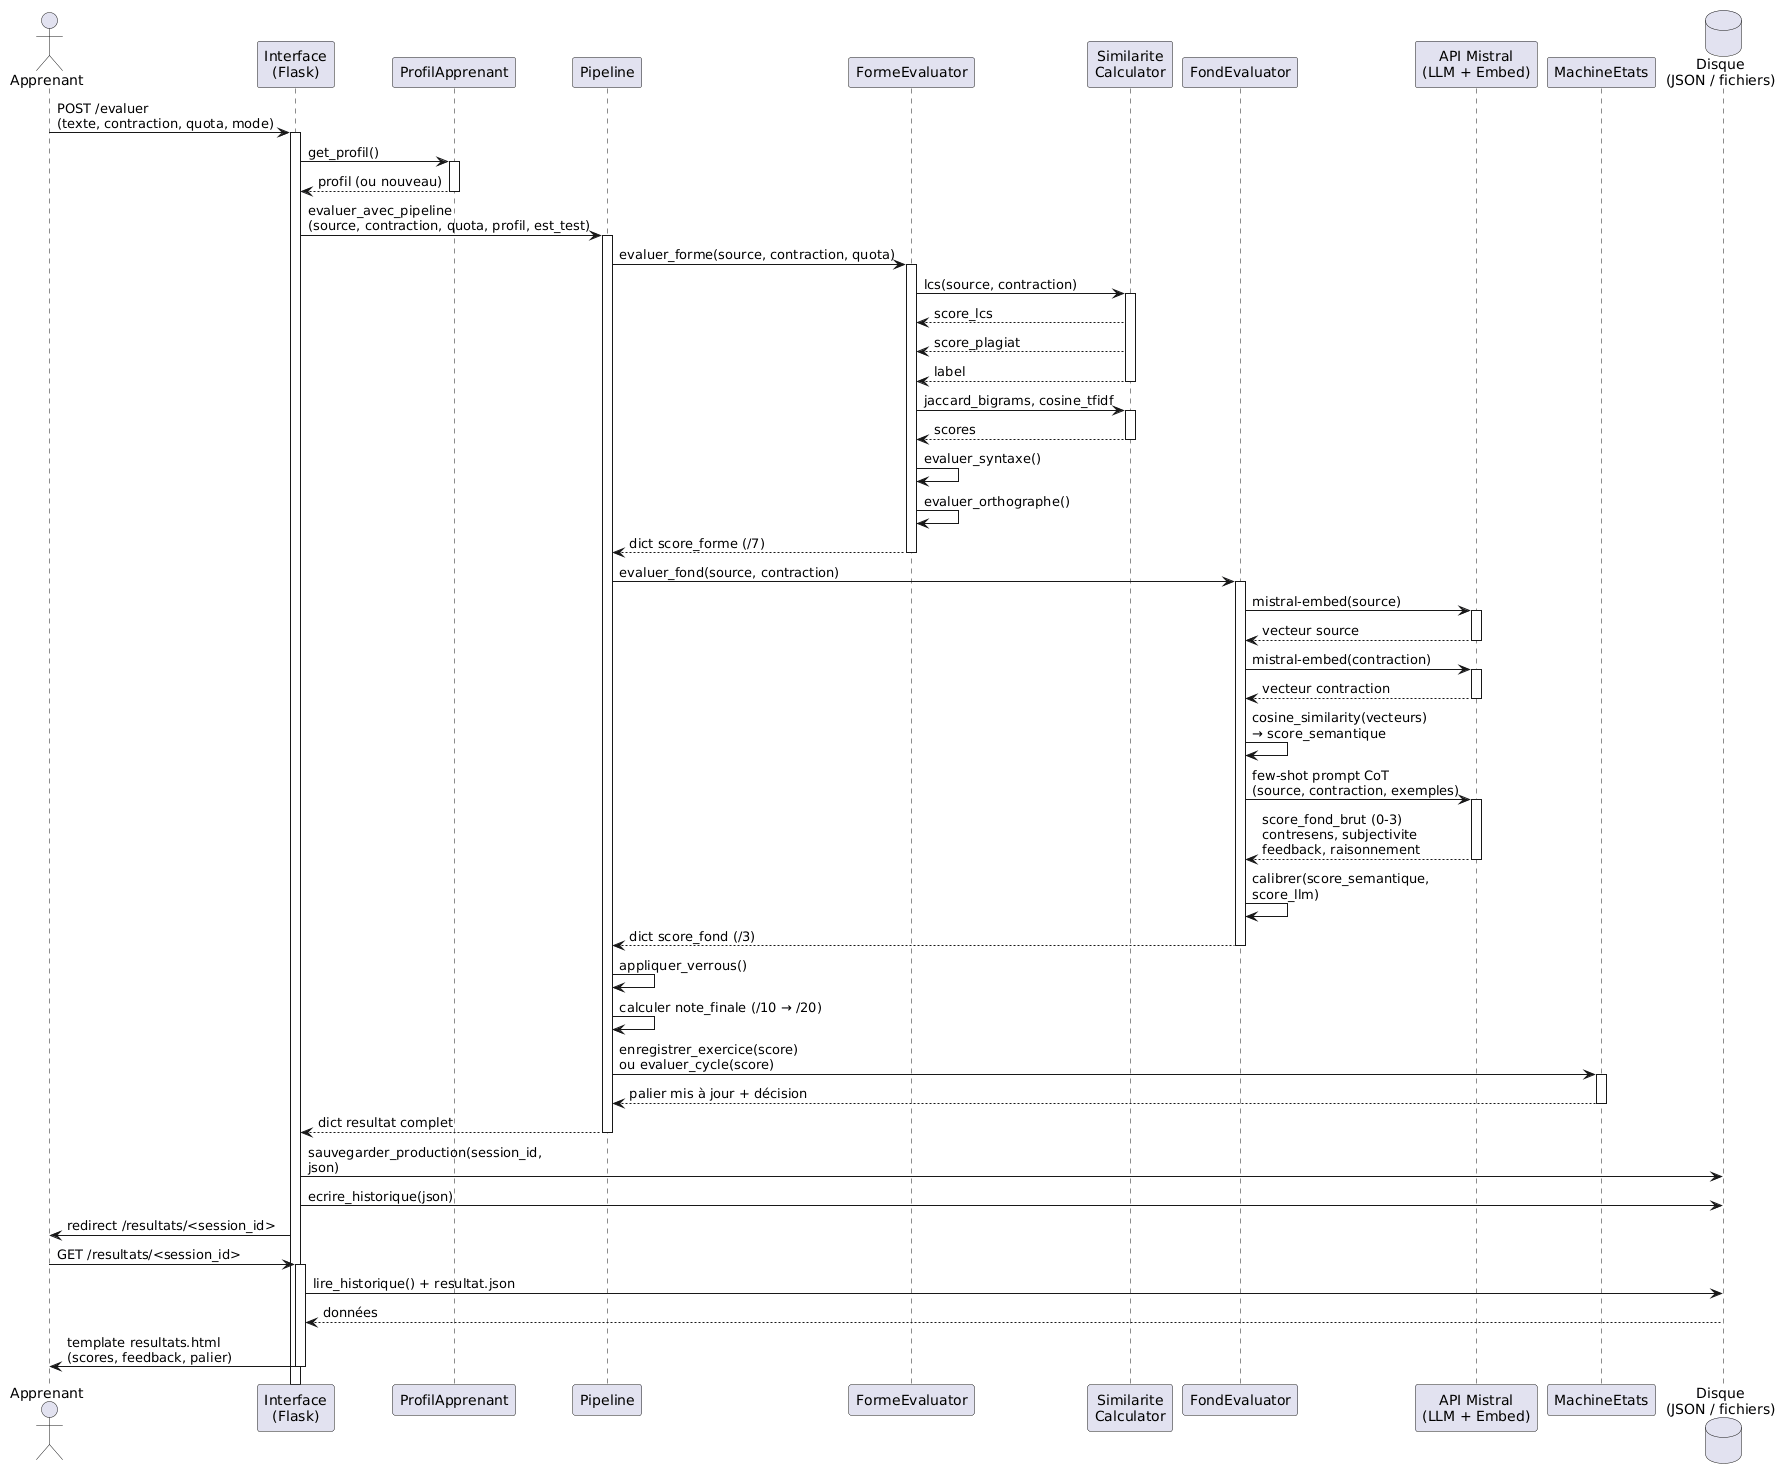 Apprenant
Interface
(Flask)
ProfilApprenant
Pipeline
FormeEvaluator
Similarite
Calculator
FondEvaluator
API Mistral
(LLM + Embed)
MachineEtats
Disque
(JSON / fichiers)
POST /evaluer
(texte, contraction, quota, mode)
get_profil()
profil (ou nouveau)
evaluer_avec_pipeline
(source, contraction, quota, profil, est_test)
evaluer_forme(source, contraction, quota)
lcs(source, contraction)
score_lcs
score_plagiat
label
jaccard_bigrams, cosine_tfidf
scores
evaluer_syntaxe()
evaluer_orthographe()
dict score_forme (/7)
evaluer_fond(source, contraction)
mistral-embed(source)
vecteur source
mistral-embed(contraction)
vecteur contraction
cosine_similarity(vecteurs)
→ score_semantique
few-shot prompt CoT
(source, contraction, exemples)
score_fond_brut (0-3)
contresens, subjectivite
feedback, raisonnement
calibrer(score_semantique,
score_llm)
dict score_fond (/3)
appliquer_verrous()
calculer note_finale (/10 → /20)
enregistrer_exercice(score)
ou evaluer_cycle(score)
palier mis à jour + décision
dict resultat complet
sauvegarder_production(session_id,
json)
ecrire_historique(json)
redirect /resultats/<session_id>
GET /resultats/<session_id>
lire_historique() + resultat.json
données
template resultats.html
(scores, feedback, palier)
Apprenant
Interface
(Flask)
ProfilApprenant
Pipeline
FormeEvaluator
Similarite
Calculator
FondEvaluator
API Mistral
(LLM + Embed)
MachineEtats
Disque
(JSON / fichiers)